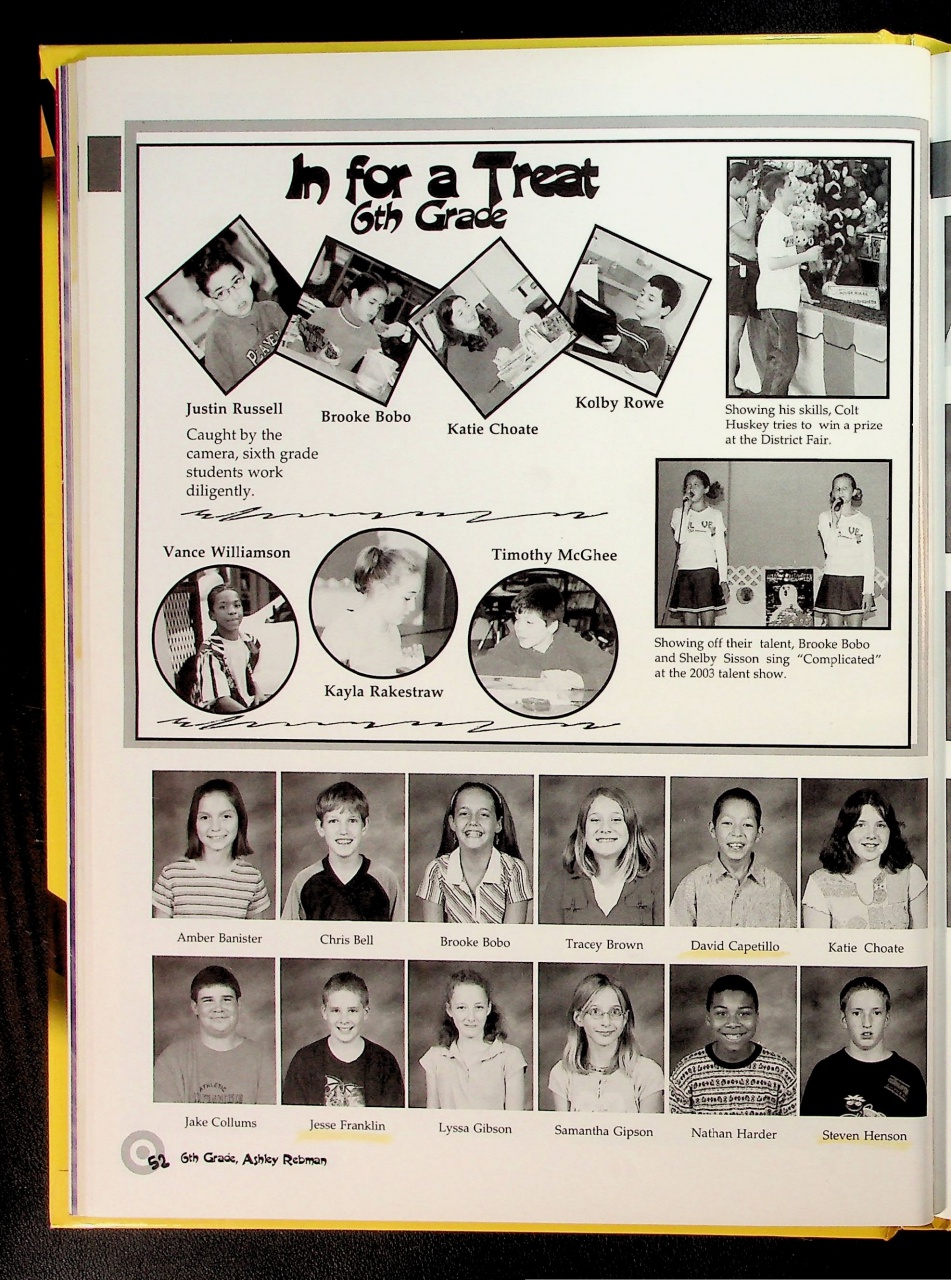 In for a Treat
6th Grade
Justin Russell
Brooke Bobo
Katie Choate
Kolby Rowe
Caught by the
camera, sixth grade
students work
diligently.
Showing his skills, Colt
Huskey tries to win a prize
at the District Fair.
Vance Williamson
Kayla Rakestraw
Timothy McGhee
Showing off their talent, Brooke Bobo
and Shelby Sisson sing "Complicated"
at the 2003 talent show.
Amber Banister
Chris Bell
Brooke Bobo
Tracey Brown
David Capetillo
Katie Choate
ATHLETIC
Jake Collums
Jesse Franklin
Lyssa Gibson
Samantha Gipson
Nathan Harder
Steven Henson
52 6th Grade, Ashley Rebman